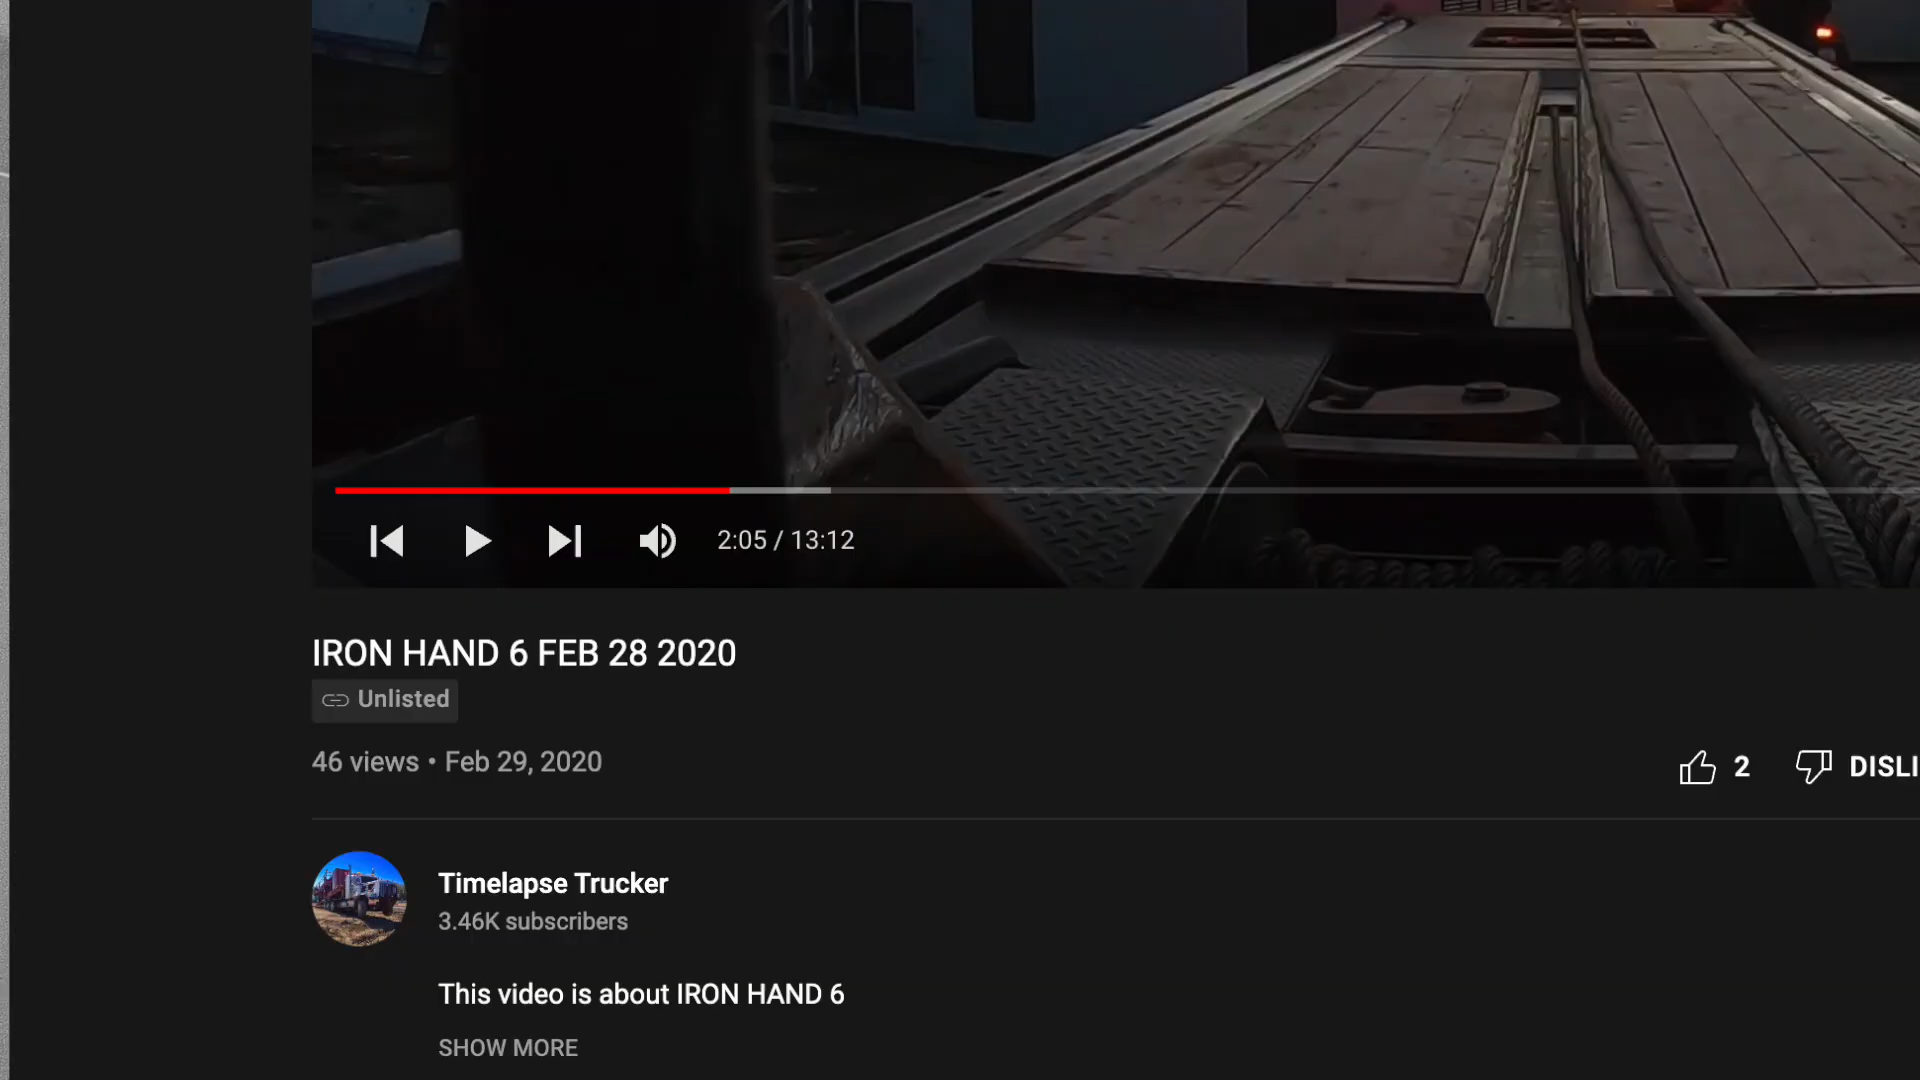 2:05 / 13:12
IRON HAND 6 FEB 28 2020
Unlisted
46 views • Feb 29, 2020
2 DISLI
Timelapse Trucker
3.46K subscribers
This video is about IRON HAND 6
SHOW MORE